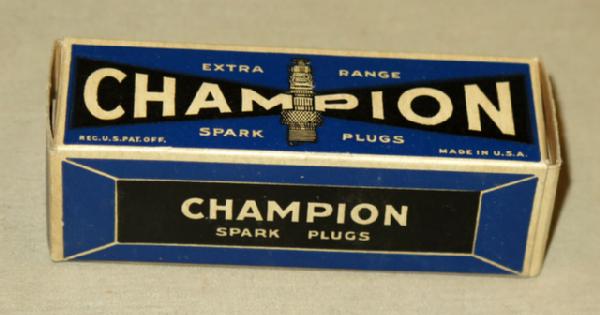 EXTRA RANGE
CHAMPION
SPARK PLUGS
REG.U.S.PAT.OFF.
MADE IN U.S.A.
CHAMPION
SPARK PLUGS